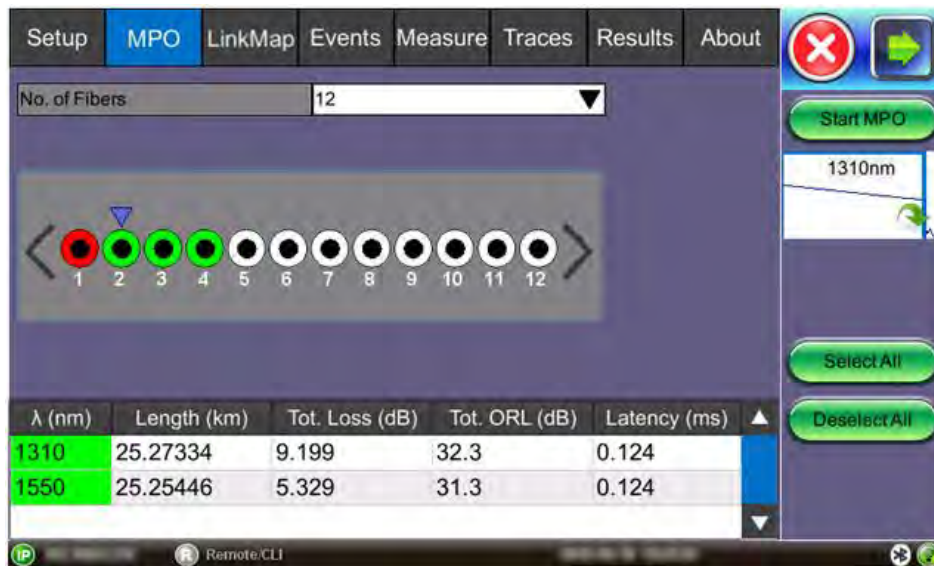 Setup MPO LinkMap Events Measure Traces Results About
No. of Fibers 12
Start MPO
1310nm
1 2 3 4 5 6 7 8 9 10 11 12
Select All
Deselect All
λ (nm) Length (km) Tot. Loss (dB) Tot. ORL (dB) Latency (ms)
1310 25.27334 9.199 32.3 0.124
1550 25.25446 5.329 31.3 0.124
IP R Remote/CLI